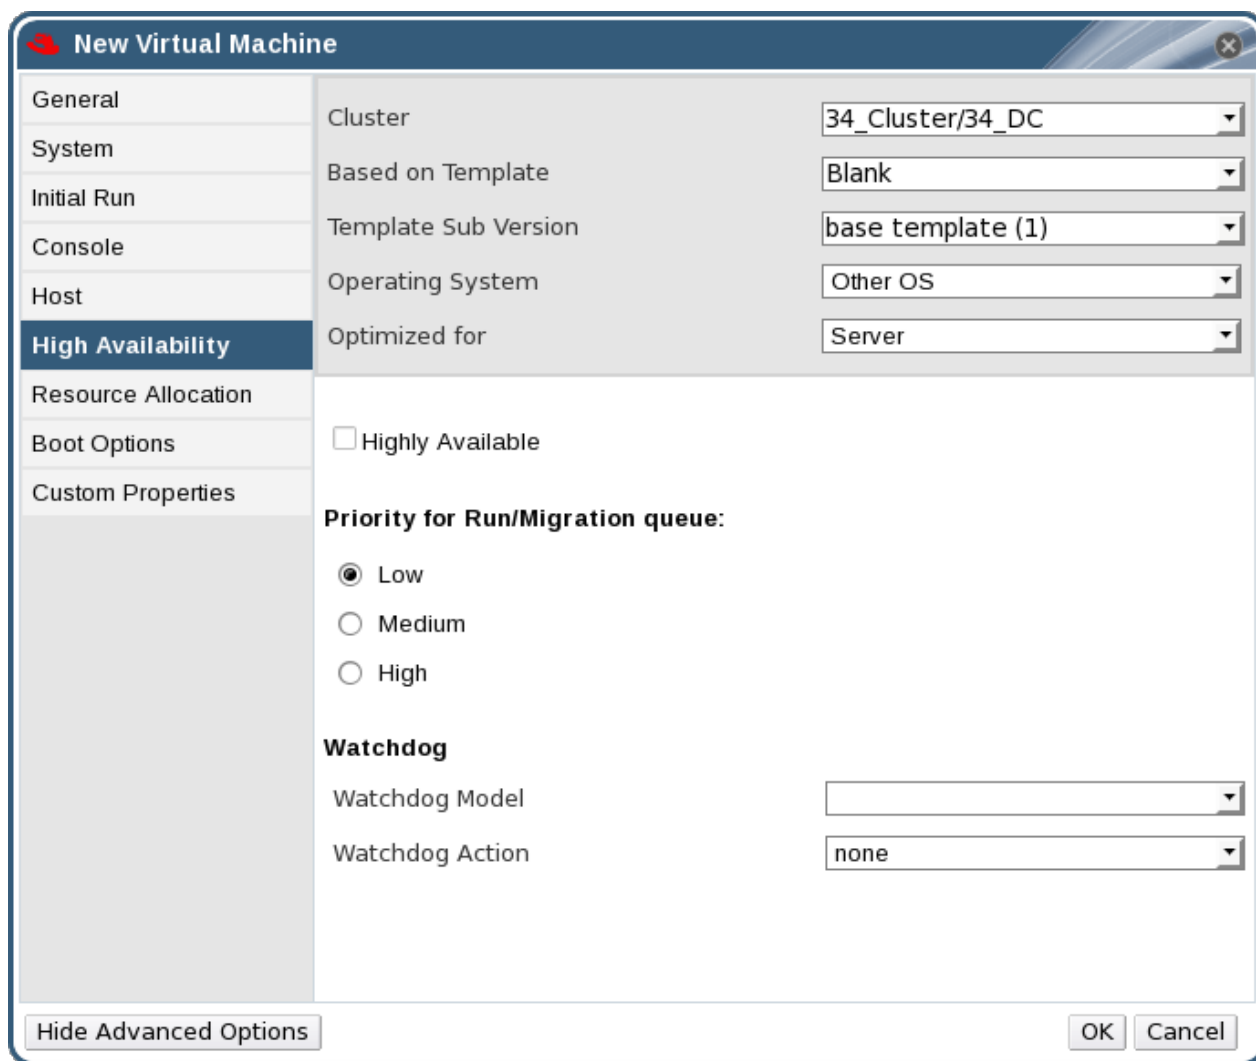 New Virtual Machine
General
System
Initial Run
Console
Host
High Availability
Resource Allocation
Boot Options
Custom Properties
Cluster 34_Cluster/34_DC
Based on Template Blank
Template Sub Version base template (1)
Operating System Other OS
Optimized for Server
Highly Available
Priority for Run/Migration queue:
Low
Medium
High
Watchdog
Watchdog Model
Watchdog Action none
Hide Advanced Options OK Cancel